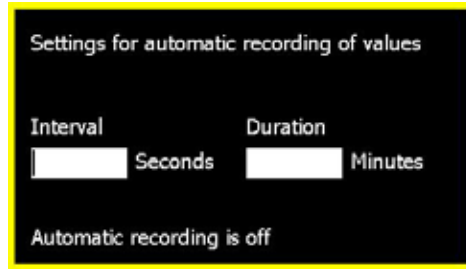 Settings for automatic recording of values
Interval Duration
Seconds Minutes
Automatic recording is off